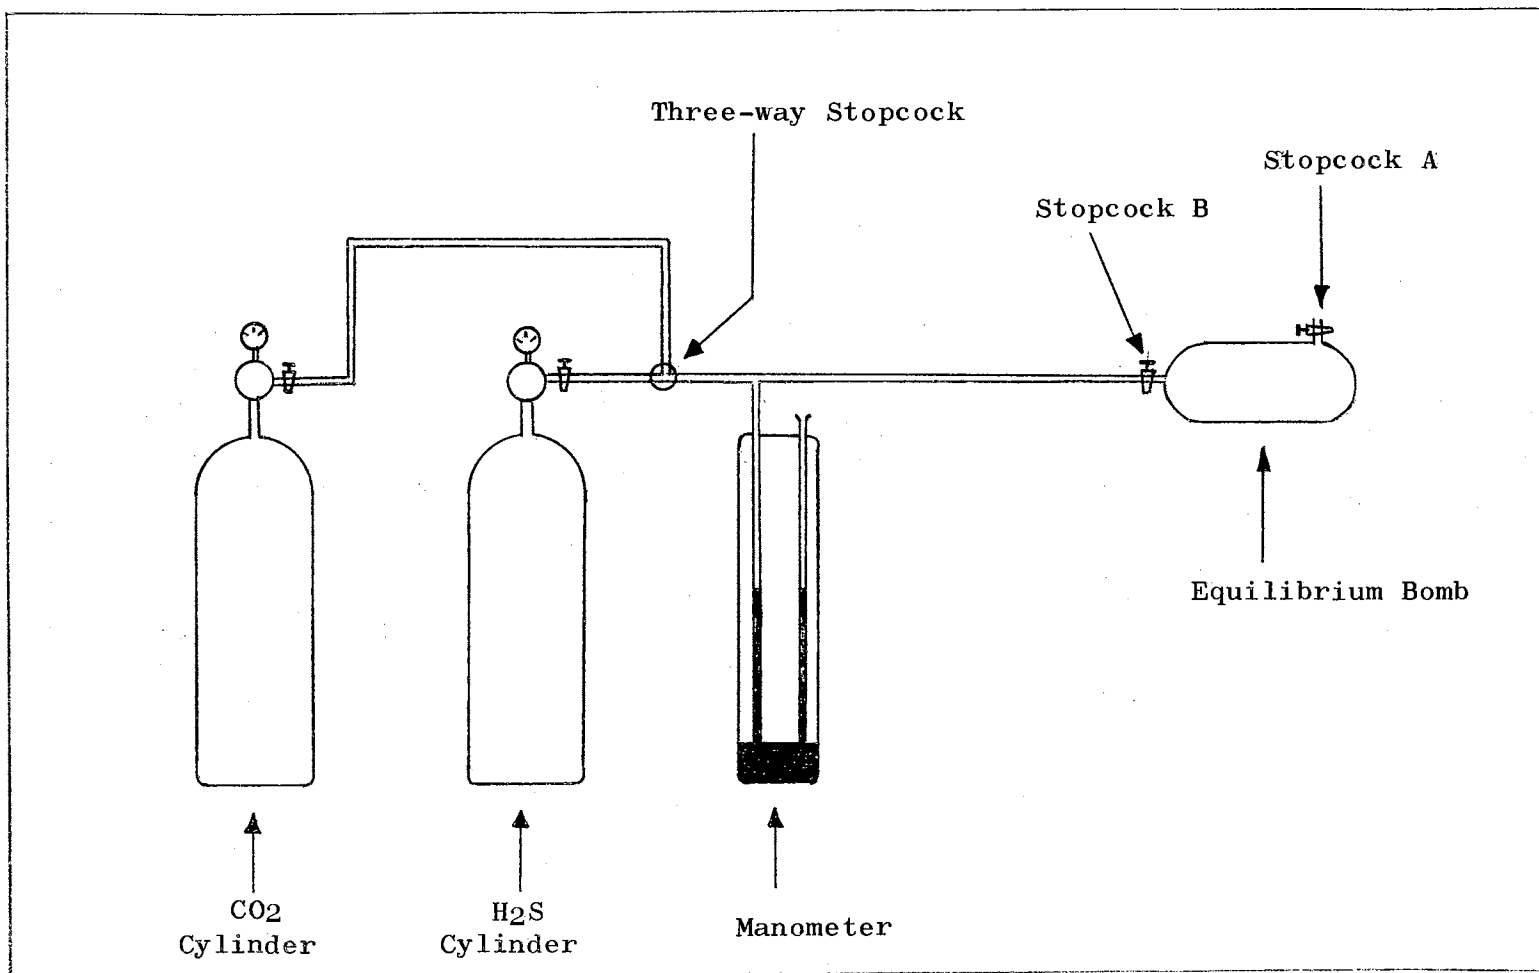 Three-way Stopcock
Stopcock A
Stopcock B
Equilibrium Bomb
CO2
Cylinder
H2S
Cylinder
Manometer